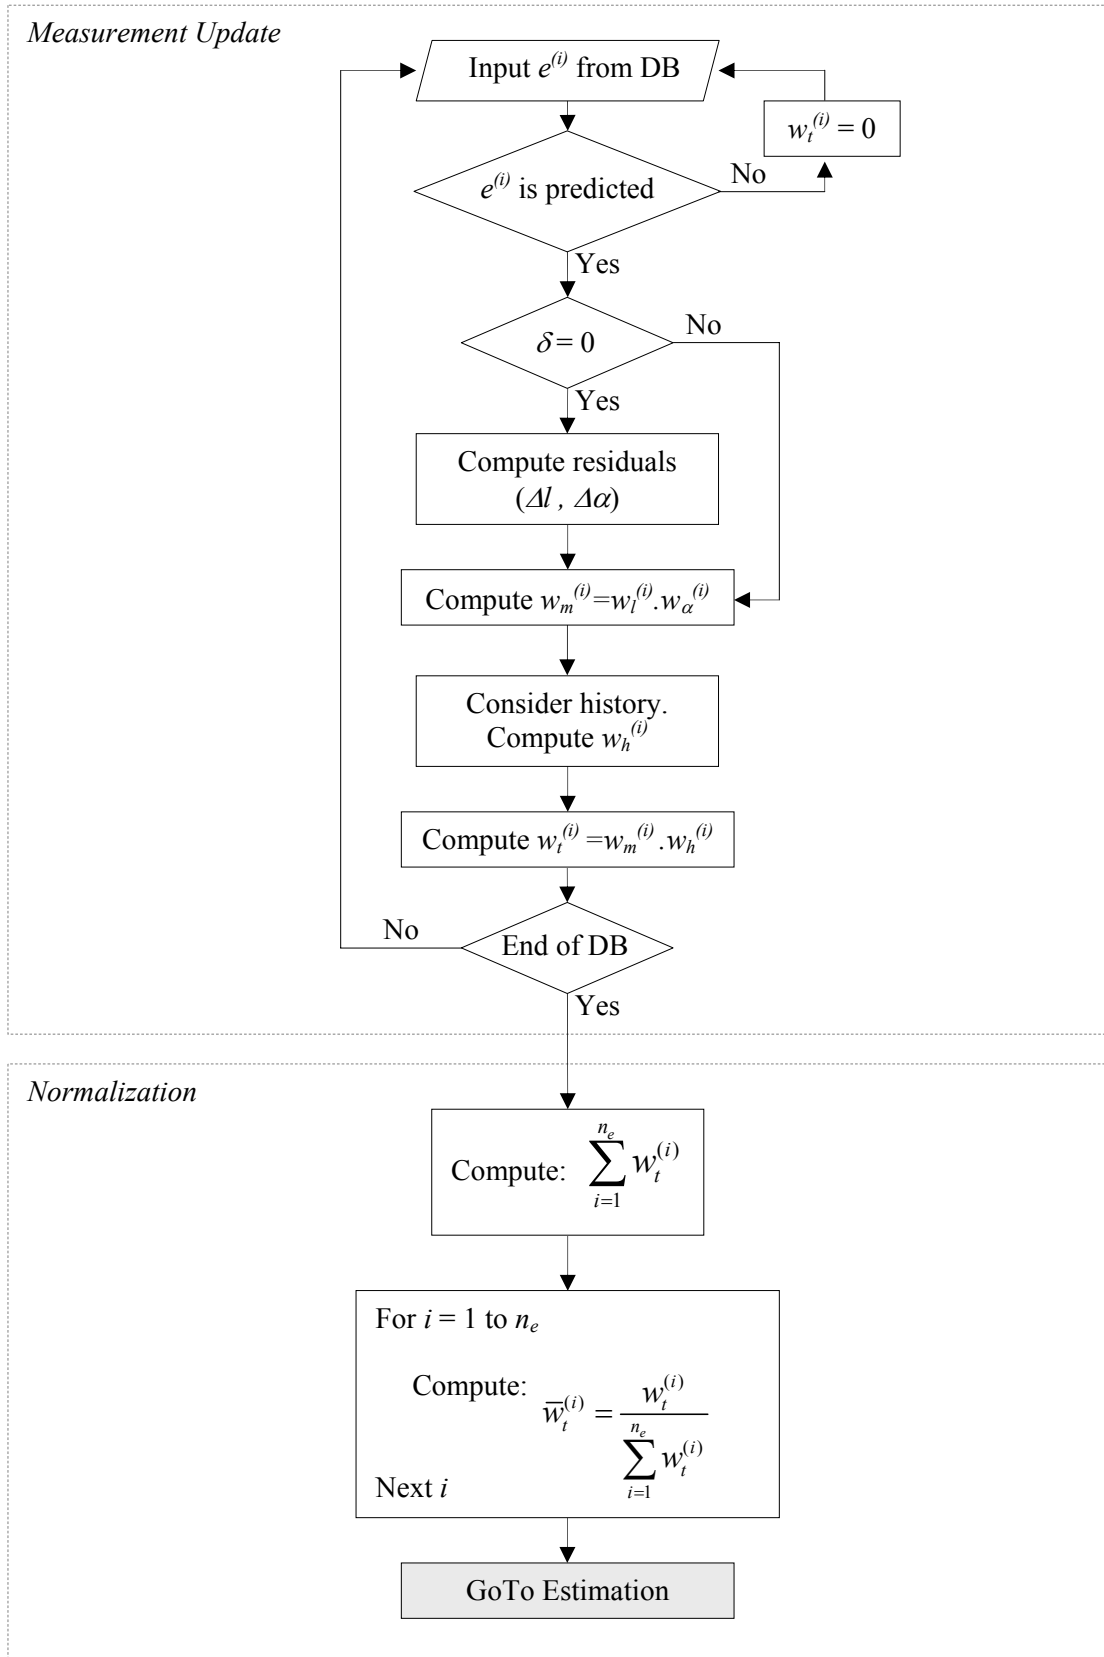 Measurement Update
Input e^(i) from DB
w_t^(i) = 0
e^(i) is predicted
No
Yes
δ = 0
No
Yes
Compute residuals
(Δl , Δα)
Compute w_m^(i)=w_l^(i).w_α^(i)
Consider history.
Compute w_h^(i)
Compute w_t^(i) =w_m^(i) .w_h^(i)
No
End of DB
Yes
Normalization
Compute: ∑_{i=1}^{n_e} w_t^(i)
For i = 1 to n_e
Compute: w̅_t^(i) = w_t^(i) / ∑_{i=1}^{n_e} w_t^(i)
Next i
GoTo Estimation